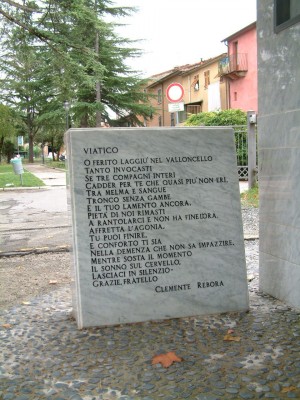 VIATICO
O FERITO LAGGIU' NEL VALLONCELLO
TANTO INVOCASTI
SE TRE COMPAGNI INTERI
CADDER PER TE CHE QUASI PIU' NON ERI,
TRA MELMA E SANGUE
TRONCO SENZA GAMBE
E IL TUO LAMENTO ANCORA,
PIETÀ DI NOI RIMASTI
A RANTOLARCI E NON HA FINE L'ORA,
AFFRETTA L'AGONIA,
TU PUOI FINIRE,
E CONFORTO TI SIA
NELLA DEMENZA CHE NON SA IMPAZZIRE,
MENTRE SOSTA IL MOMENTO
IL SONNO SUL CERVELLO,
LASCIACI IN SILENZIO-
GRAZIE, FRATELLO
CLEMENTE REBORA